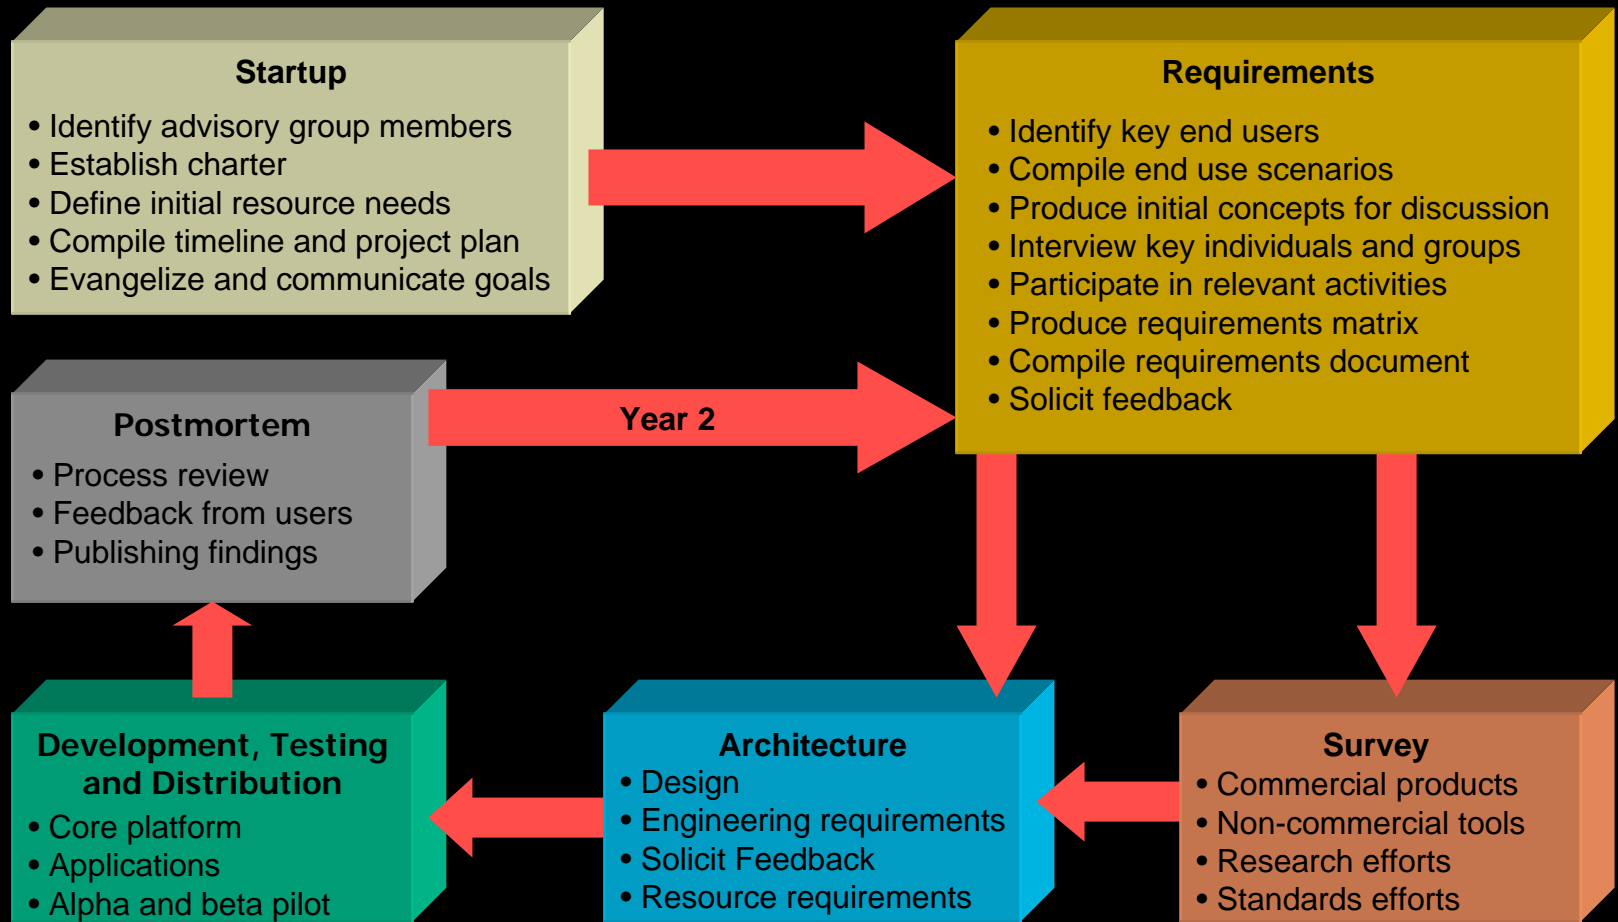 Startup
• Identify advisory group members
• Establish charter
• Define initial resource needs
• Compile timeline and project plan
• Evangelize and communicate goals
Requirements
• Identify key end users
• Compile end use scenarios
• Produce initial concepts for discussion
• Interview key individuals and groups
• Participate in relevant activities
• Produce requirements matrix
• Compile requirements document
• Solicit feedback
Postmortem
• Process review
• Feedback from users
• Publishing findings
Year 2
Development, Testing
and Distribution
• Core platform
• Applications
• Alpha and beta pilot
Architecture
• Design
• Engineering requirements
• Solicit Feedback
• Resource requirements
Survey
• Commercial products
• Non-commercial tools
• Research efforts
• Standards efforts